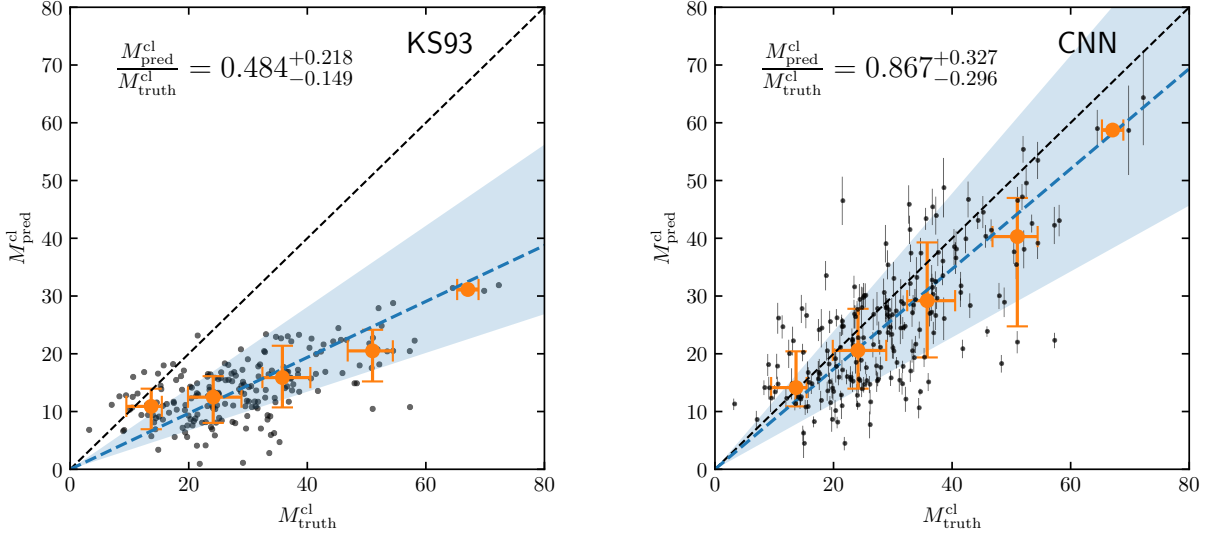 KS93
M^cl_pred / M^cl_truth = 0.484^{+0.218}_{-0.149}
80
70
60
50
40
30
20
10
0
M^cl_pred
0 20 40 60 80
M^cl_truth
CNN
M^cl_pred / M^cl_truth = 0.867^{+0.327}_{-0.296}
80
70
60
50
40
30
20
10
0
M^cl_pred
0 20 40 60 80
M^cl_truth